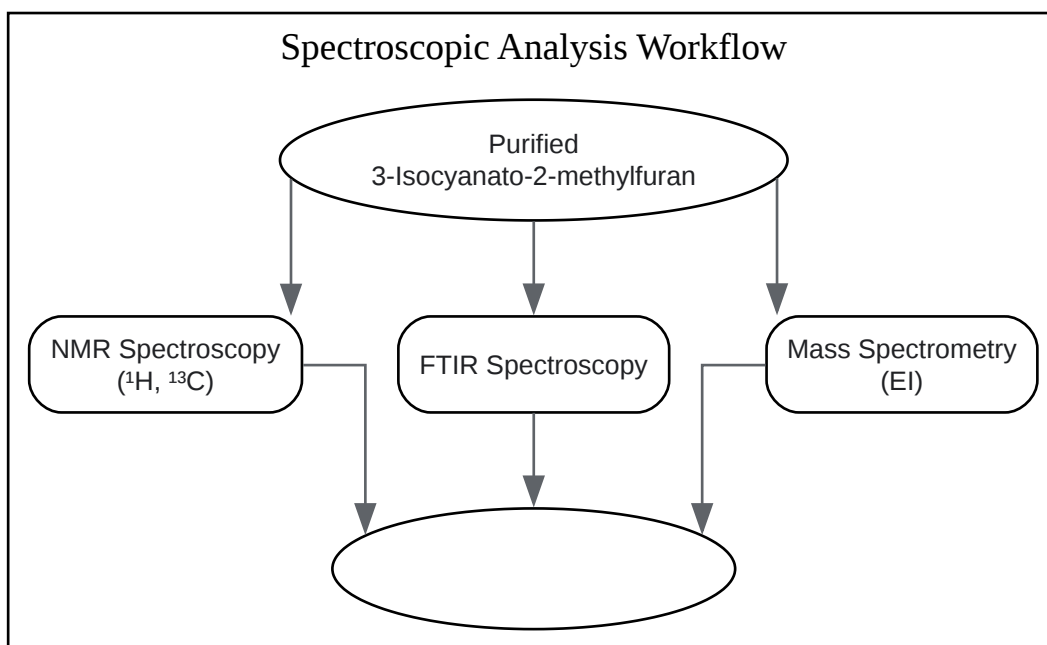 Spectroscopic Analysis Workflow
Purified
3-Isocyanato-2-methylfuran
NMR Spectroscopy
(¹H, ¹³C)
FTIR Spectroscopy
Mass Spectrometry
(EI)